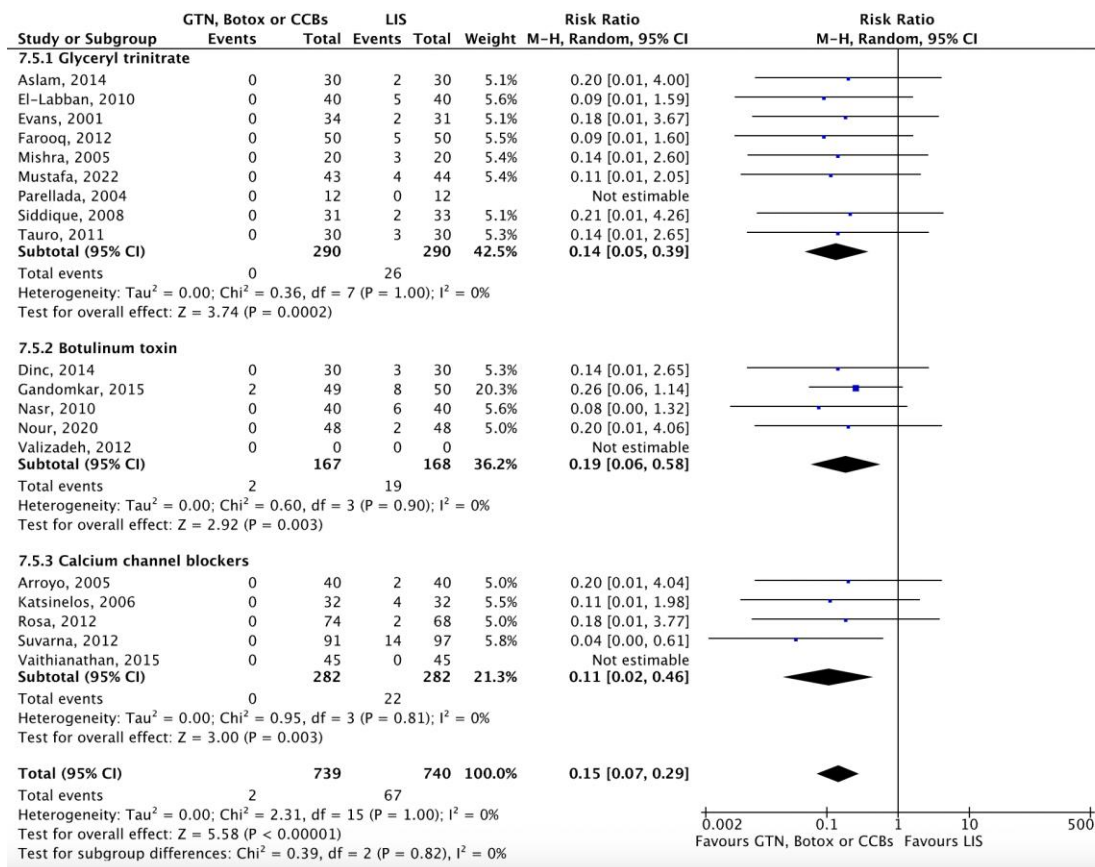 GTN, Botox or CCBs LIS Risk Ratio Risk Ratio
Study or Subgroup Events Total Events Total Weight M-H, Random, 95% CI M-H, Random, 95% CI
7.5.1 Glyceryl trinitrate
Aslam, 2014 0 30 2 30 5.1% 0.20 [0.01, 4.00]
El-Labban, 2010 0 40 5 40 5.6% 0.09 [0.01, 1.59]
Evans, 2001 0 34 2 31 5.1% 0.18 [0.01, 3.67]
Farooq, 2012 0 50 5 50 5.5% 0.09 [0.01, 1.60]
Mishra, 2005 0 20 3 20 5.4% 0.14 [0.01, 2.60]
Mustafa, 2022 0 43 4 44 5.4% 0.11 [0.01, 2.05]
Parellada, 2004 0 12 0 12 Not estimable
Siddique, 2008 0 31 2 33 5.1% 0.21 [0.01, 4.26]
Tauro, 2011 0 30 3 30 5.3% 0.14 [0.01, 2.65]
Subtotal (95% CI) 290 290 42.5% 0.14 [0.05, 0.39]
Total events 0 26
Heterogeneity: Tau² = 0.00; Chi² = 0.36, df = 7 (P = 1.00); I² = 0%
Test for overall effect: Z = 3.74 (P = 0.0002)
7.5.2 Botulinum toxin
Dinc, 2014 0 30 3 30 5.3% 0.14 [0.01, 2.65]
Gandomkar, 2015 2 49 8 50 20.3% 0.26 [0.06, 1.14]
Nasr, 2010 0 40 6 40 5.6% 0.08 [0.00, 1.32]
Nour, 2020 0 48 2 48 5.0% 0.20 [0.01, 4.06]
Valizadeh, 2012 0 0 0 0 Not estimable
Subtotal (95% CI) 167 168 36.2% 0.19 [0.06, 0.58]
Total events 2 19
Heterogeneity: Tau² = 0.00; Chi² = 0.60, df = 3 (P = 0.90); I² = 0%
Test for overall effect: Z = 2.92 (P = 0.003)
7.5.3 Calcium channel blockers
Arroyo, 2005 0 40 2 40 5.0% 0.20 [0.01, 4.04]
Katsinelos, 2006 0 32 4 32 5.5% 0.11 [0.01, 1.98]
Rosa, 2012 0 74 2 68 5.0% 0.18 [0.01, 3.77]
Suvarna, 2012 0 91 14 97 5.8% 0.04 [0.00, 0.61]
Vaithianathan, 2015 0 45 0 45 Not estimable
Subtotal (95% CI) 282 282 21.3% 0.11 [0.02, 0.46]
Total events 0 22
Heterogeneity: Tau² = 0.00; Chi² = 0.95, df = 3 (P = 0.81); I² = 0%
Test for overall effect: Z = 3.00 (P = 0.003)
Total (95% CI) 739 740 100.0% 0.15 [0.07, 0.29]
Total events 2 67
Heterogeneity: Tau² = 0.00; Chi² = 2.31, df = 15 (P = 1.00); I² = 0%
Test for overall effect: Z = 5.58 (P < 0.00001)
Test for subgroup differences: Chi² = 0.39, df = 2 (P = 0.82), I² = 0%
0.002 0.1 1 10 500
Favours GTN, Botox or CCBs Favours LIS